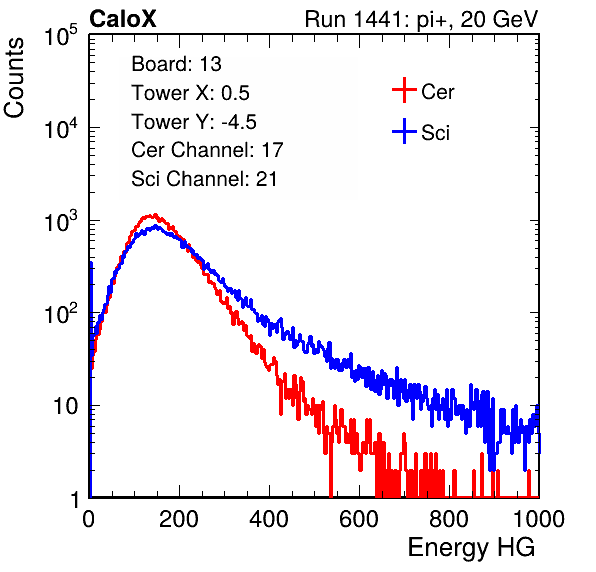 CaloX Run 1441: pi+, 20 GeV
Counts
10^5
10^4
10^3
10^2
10
1
Board: 13
Tower X: 0.5
Tower Y: -4.5
Cer Channel: 17
Sci Channel: 21
Cer
Sci
0 200 400 600 800 1000
Energy HG